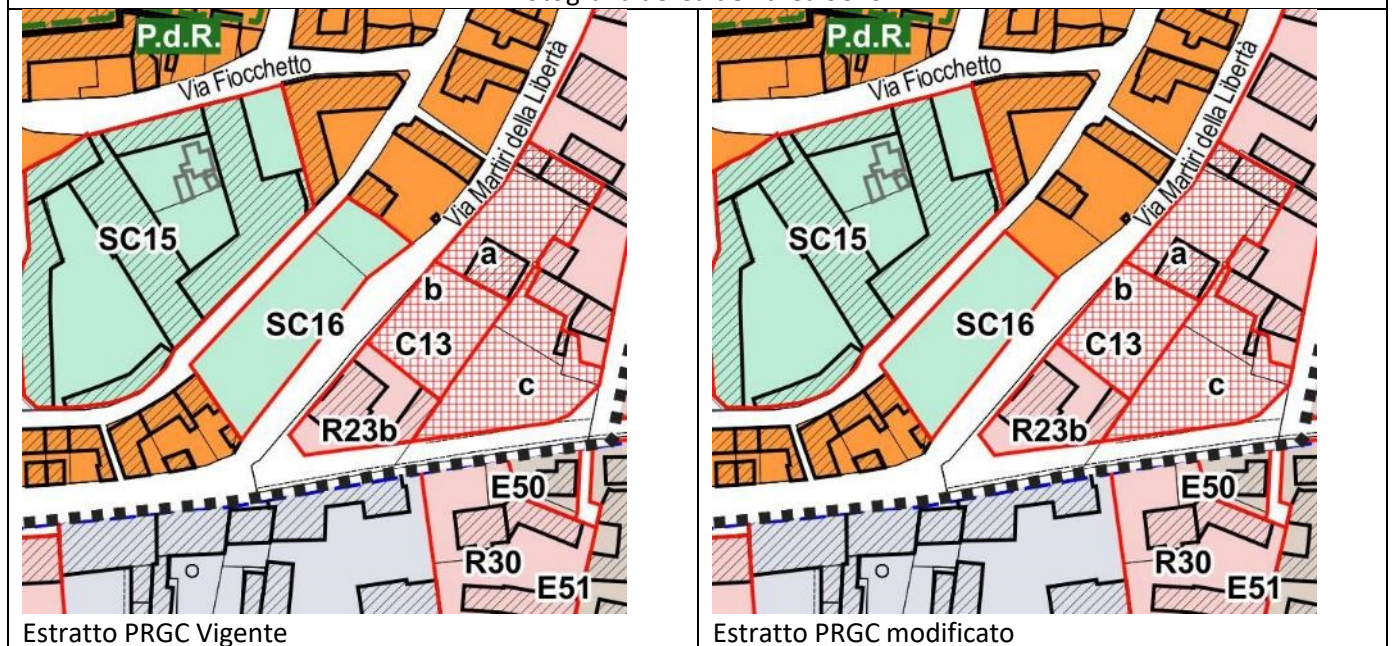 P.d.R.
Via Fiocchetto
Via Martiri della Libertà
SC15
a
b
SC16
C13
c
R23b
E50
R30
E51
Estratto PRGC Vigente
P.d.R.
Via Fiocchetto
Via Martiri della Libertà
SC15
a
b
SC16
C13
c
R23b
E50
R30
E51
Estratto PRGC modificato